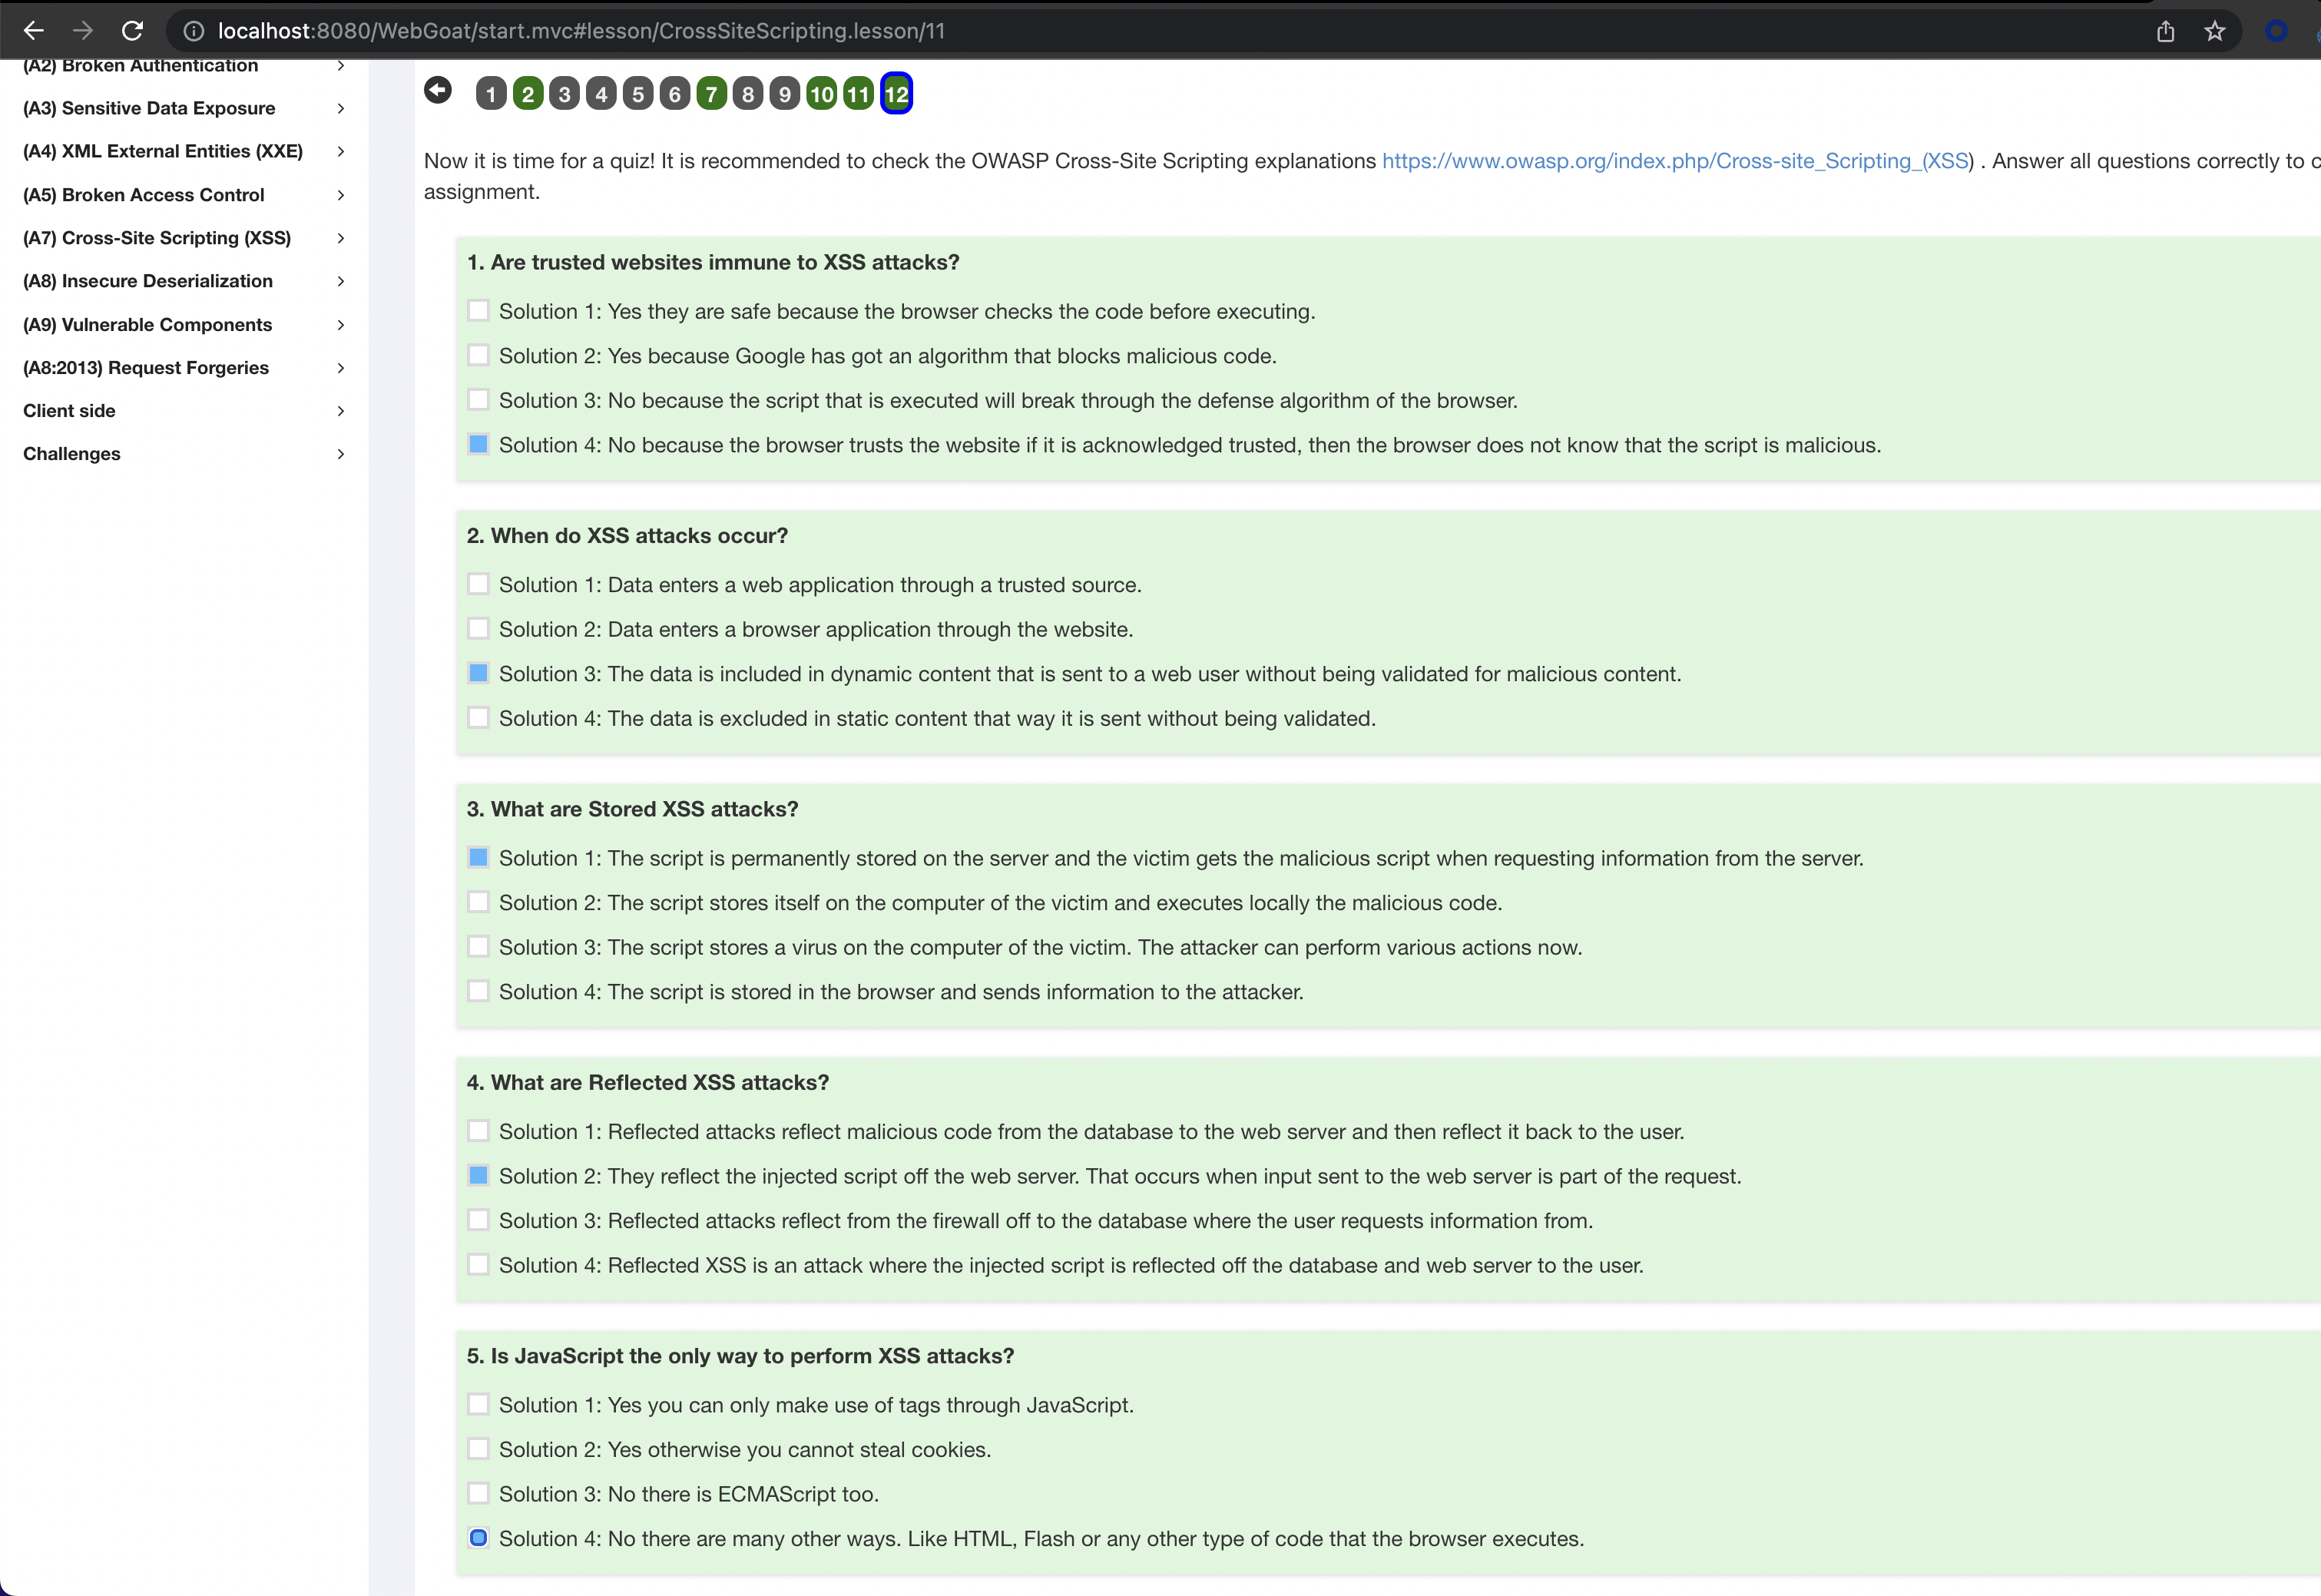 localhost:8080/WebGoat/start.mvc#lesson/CrossSiteScripting.lesson/11
(A2) Broken Authentication
(A3) Sensitive Data Exposure
(A4) XML External Entities (XXE)
(A5) Broken Access Control
(A7) Cross-Site Scripting (XSS)
(A8) Insecure Deserialization
(A9) Vulnerable Components
(A8:2013) Request Forgeries
Client side
Challenges
1 2 3 4 5 6 7 8 9 10 11 12
Now it is time for a quiz! It is recommended to check the OWASP Cross-Site Scripting explanations https://www.owasp.org/index.php/Cross-site_Scripting_(XSS) . Answer all questions correctly to c
assignment.
1. Are trusted websites immune to XSS attacks?
Solution 1: Yes they are safe because the browser checks the code before executing.
Solution 2: Yes because Google has got an algorithm that blocks malicious code.
Solution 3: No because the script that is executed will break through the defense algorithm of the browser.
Solution 4: No because the browser trusts the website if it is acknowledged trusted, then the browser does not know that the script is malicious.
2. When do XSS attacks occur?
Solution 1: Data enters a web application through a trusted source.
Solution 2: Data enters a browser application through the website.
Solution 3: The data is included in dynamic content that is sent to a web user without being validated for malicious content.
Solution 4: The data is excluded in static content that way it is sent without being validated.
3. What are Stored XSS attacks?
Solution 1: The script is permanently stored on the server and the victim gets the malicious script when requesting information from the server.
Solution 2: The script stores itself on the computer of the victim and executes locally the malicious code.
Solution 3: The script stores a virus on the computer of the victim. The attacker can perform various actions now.
Solution 4: The script is stored in the browser and sends information to the attacker.
4. What are Reflected XSS attacks?
Solution 1: Reflected attacks reflect malicious code from the database to the web server and then reflect it back to the user.
Solution 2: They reflect the injected script off the web server. That occurs when input sent to the web server is part of the request.
Solution 3: Reflected attacks reflect from the firewall off to the database where the user requests information from.
Solution 4: Reflected XSS is an attack where the injected script is reflected off the database and web server to the user.
5. Is JavaScript the only way to perform XSS attacks?
Solution 1: Yes you can only make use of tags through JavaScript.
Solution 2: Yes otherwise you cannot steal cookies.
Solution 3: No there is ECMAScript too.
Solution 4: No there are many other ways. Like HTML, Flash or any other type of code that the browser executes.